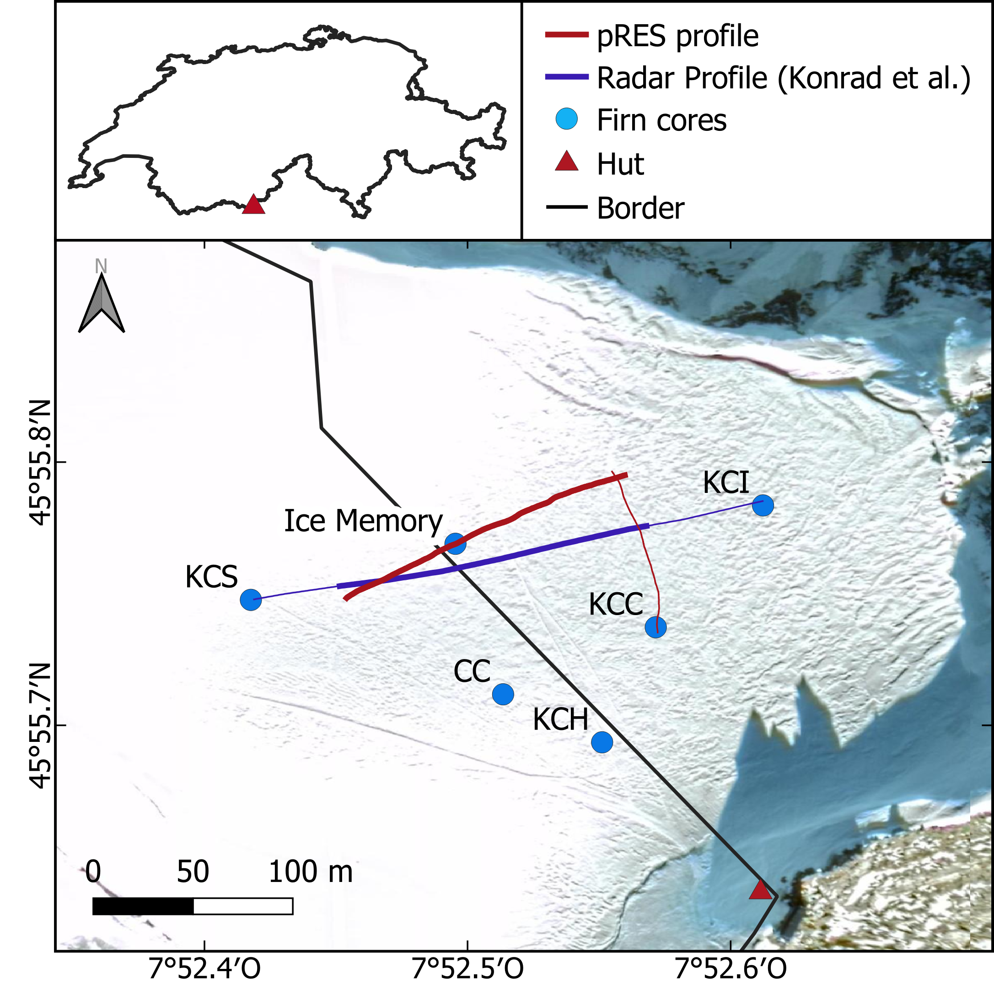 pRES profile
Radar Profile (Konrad et al.)
Firn cores
Hut
Border
N
45°55.8′N
KCI
Ice Memory
KCS
KCC
CC
45°55.7′N
KCH
0 50 100 m
7°52.4′O 7°52.5′O 7°52.6′O